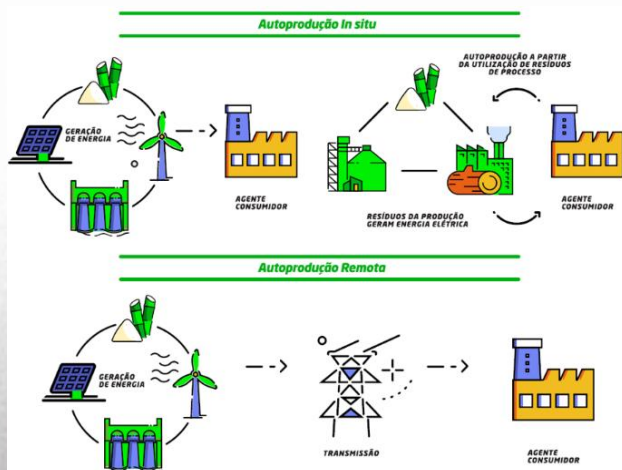 Autoprodução In situ
AUTOPRODUÇÃO A PARTIR
DA UTILIZAÇÃO DE RESÍDUOS
DE PROCESSO
GERAÇÃO
DE ENERGIA
AGENTE
CONSUMIDOR
RESÍDUOS DA PRODUÇÃO
GERAM ENERGIA ELÉTRICA
AGENTE
CONSUMIDOR
Autoprodução Remota
GERAÇÃO
DE ENERGIA
TRANSMISSÃO
AGENTE
CONSUMIDOR